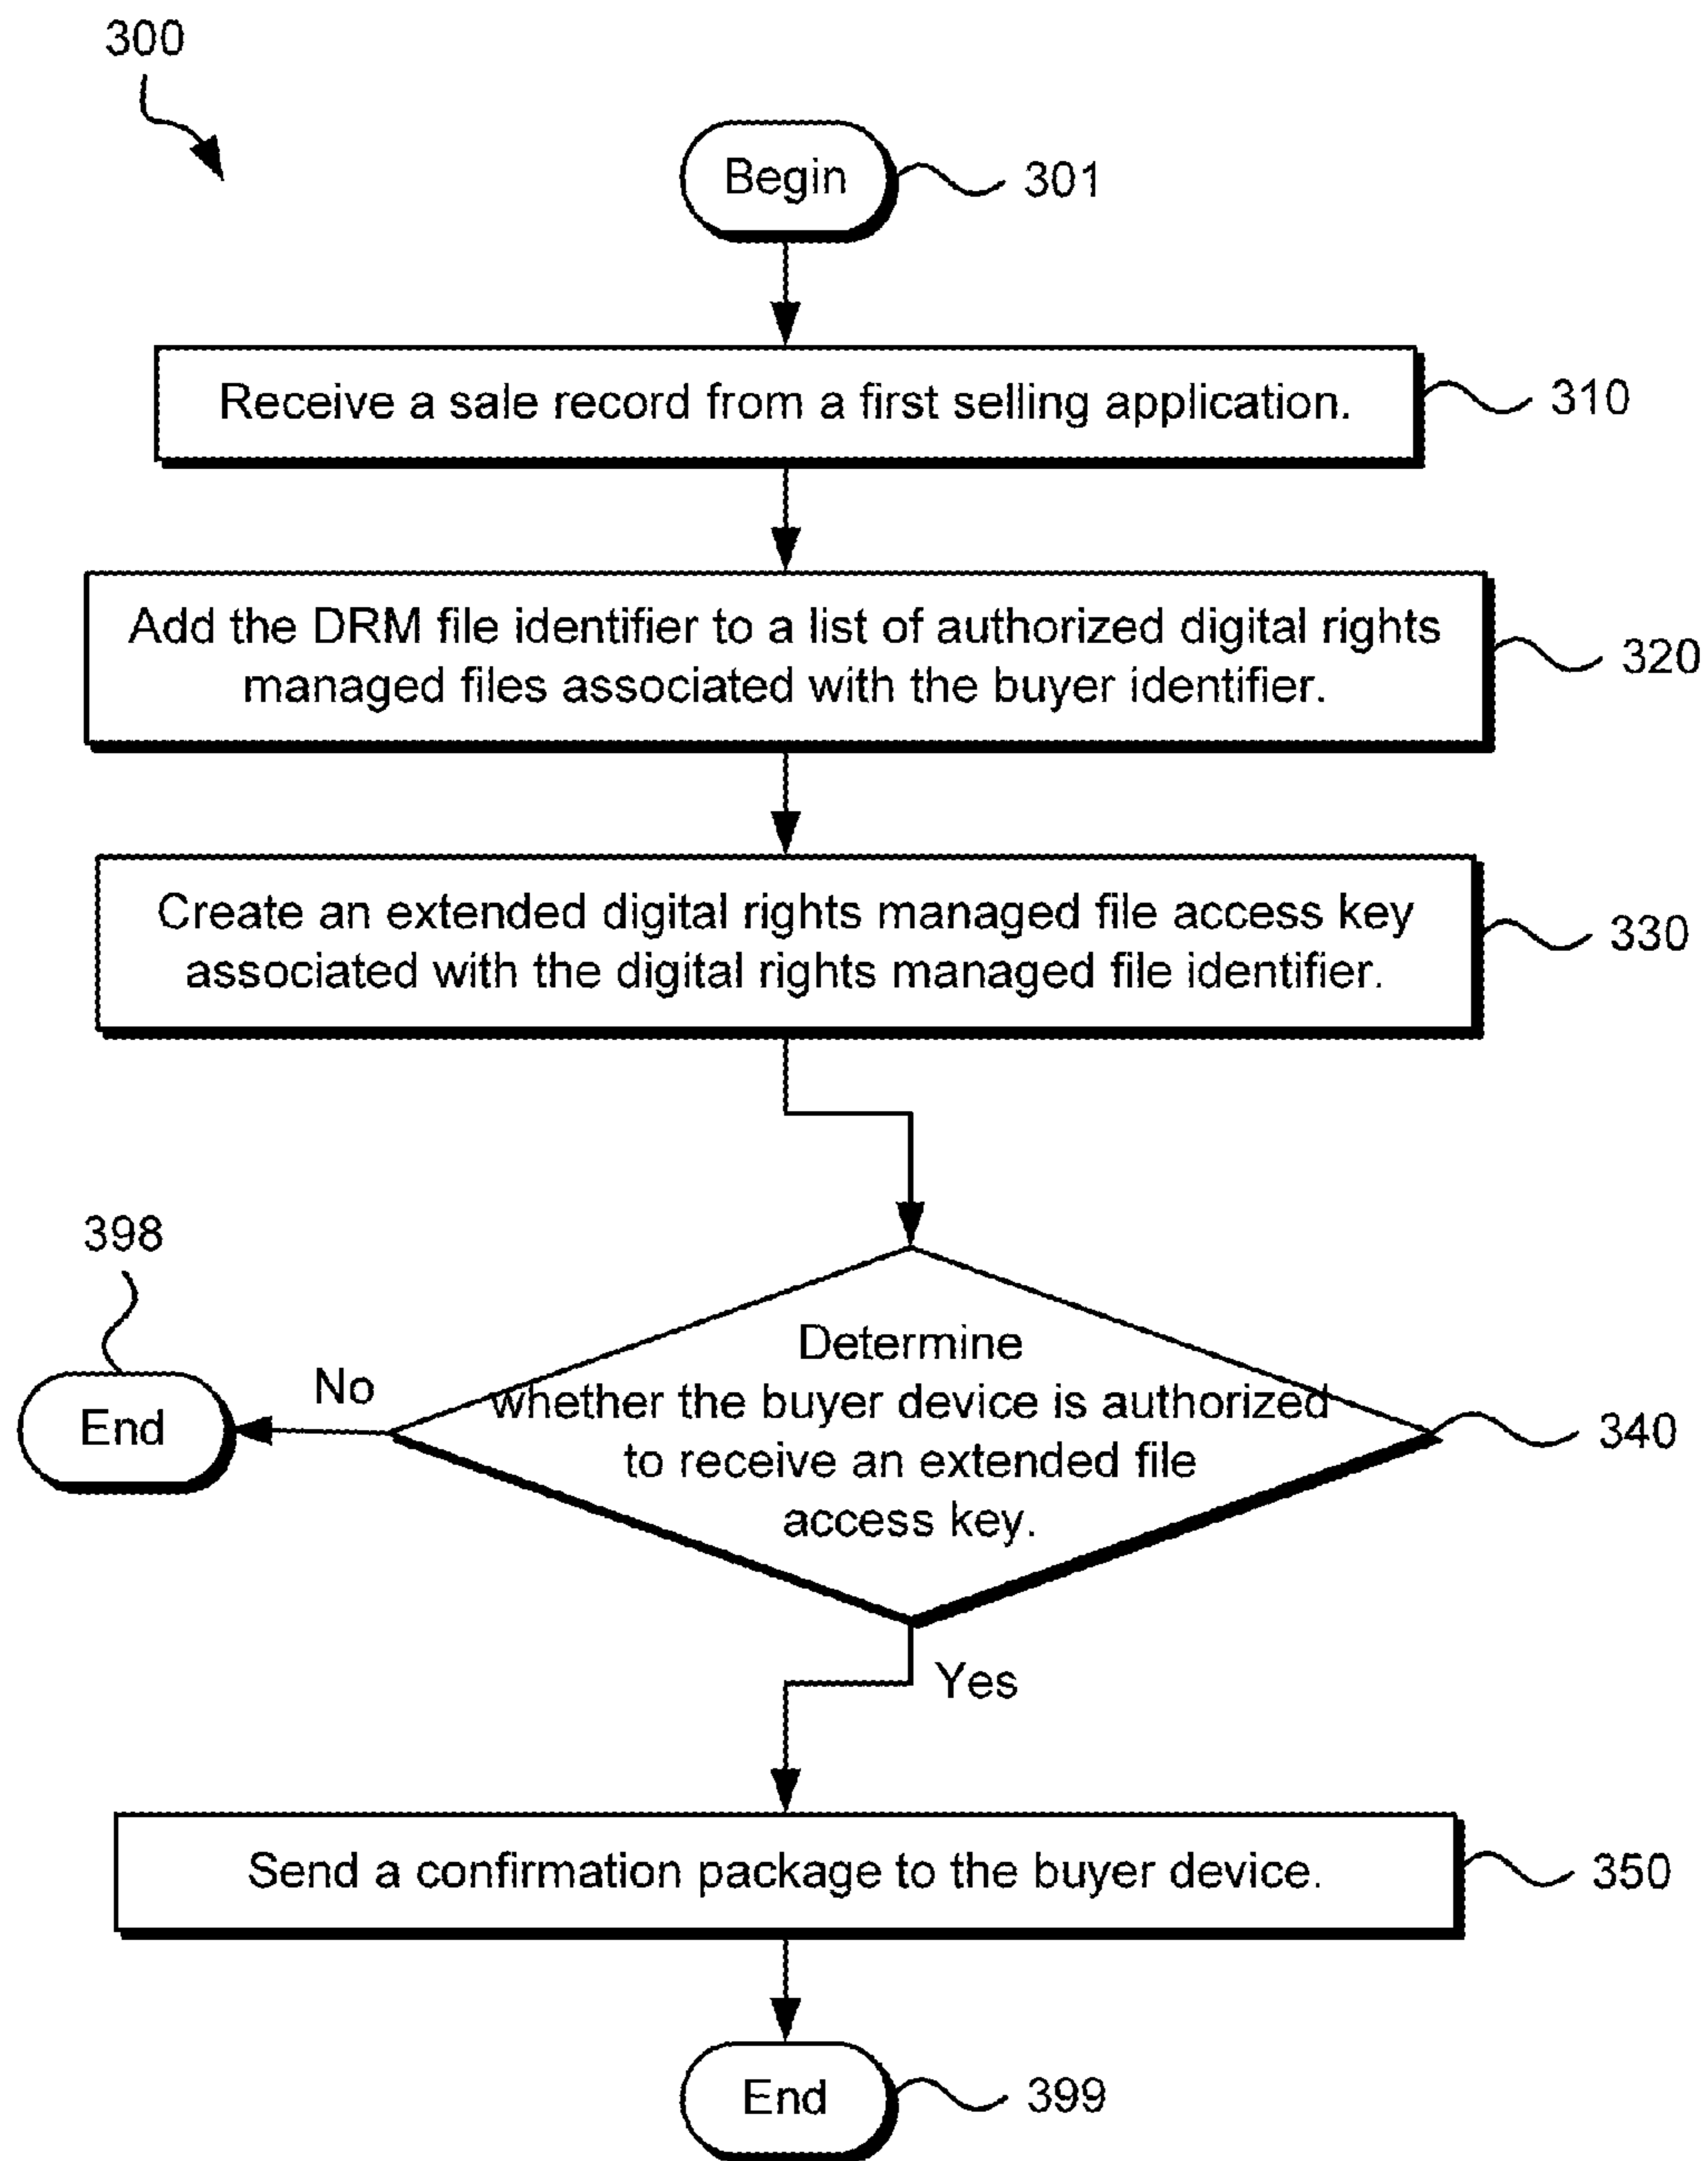 300
Begin
301
Receive a sale record from a first selling application.
310
Add the DRM file identifier to a list of authorized digital rights
managed files associated with the buyer identifier.
320
Create an extended digital rights managed file access key
associated with the digital rights managed file identifier.
330
398
End
No
Determine
whether the buyer device is authorized
to receive an extended file
access key.
340
Yes
Send a confirmation package to the buyer device.
350
End
399